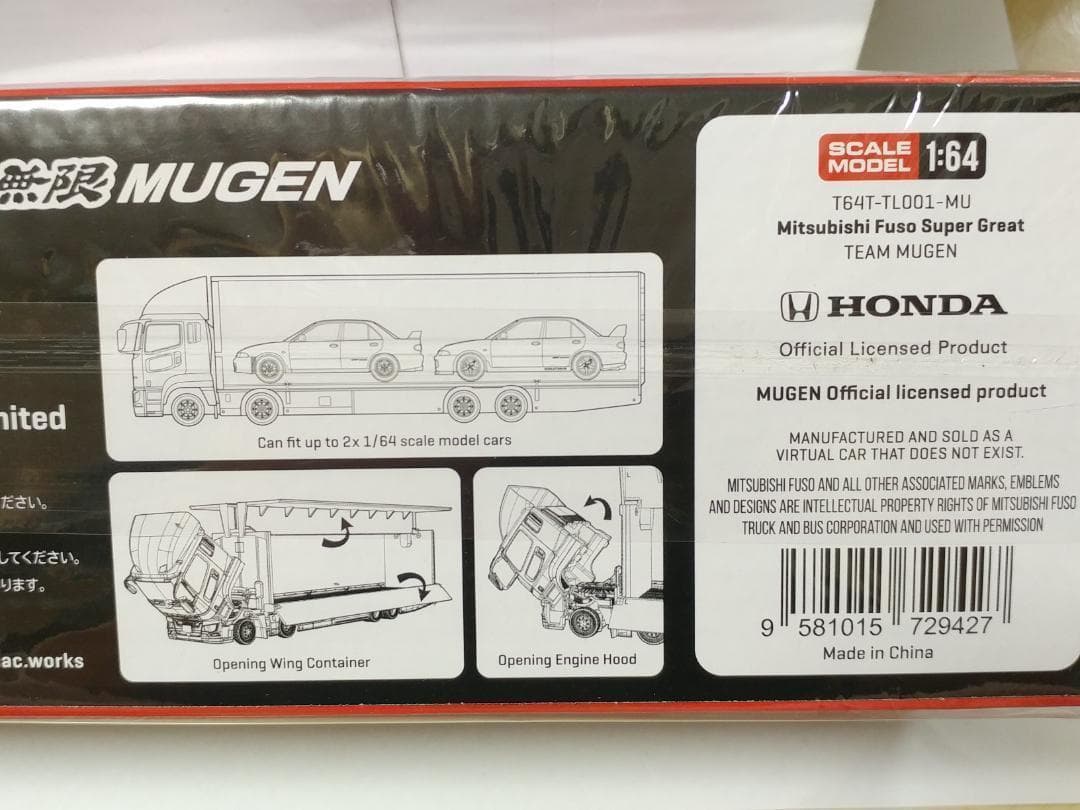 無限 MUGEN
Can fit up to 2x 1/64 scale model cars
Opening Wing Container
Opening Engine Hood
ださい。
してください。
ります。
ac.works
SCALE
MODEL 1:64
T64T-TL001-MU
Mitsubishi Fuso Super Great
TEAM MUGEN
HONDA
Official Licensed Product
MUGEN Official licensed product
MANUFACTURED AND SOLD AS A
VIRTUAL CAR THAT DOES NOT EXIST.
MITSUBISHI FUSO AND ALL OTHER ASSOCIATED MARKS, EMBLEMS
AND DESIGNS ARE INTELLECTUAL PROPERTY RIGHTS OF MITSUBISHI FUSO
TRUCK AND BUS CORPORATION AND USED WITH PERMISSION
9 581015 729427
Made in China